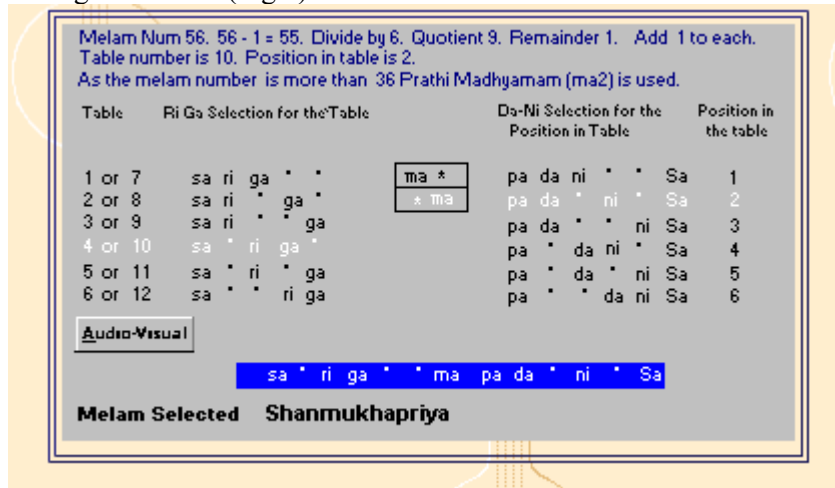 Melam Num 56. 56 - 1 = 55. Divide by 6. Quotient 9. Remainder 1. Add 1 to each.
Table number is 10. Position in table is 2.
As the melam number is more than 36 Prathi Madhyamam (ma2) is used.
Table Ri Ga Selection for the Table Da-Ni Selection for the Position in Table Position in the table
1 or 7 sa ri ga * * ma * pa da ni * * Sa 1
2 or 8 sa ri * ga * * ma pa da * ni * Sa 2
3 or 9 sa ri * * ga pa da * * ni Sa 3
4 or 10 sa * ri ga * pa * da ni * Sa 4
5 or 11 sa * ri * ga pa * da * ni Sa 5
6 or 12 sa * * ri ga pa * * da ni Sa 6
Audio-Visual
sa * ri ga * * ma pa da * ni * Sa
Melam Selected Shanmukhapriya